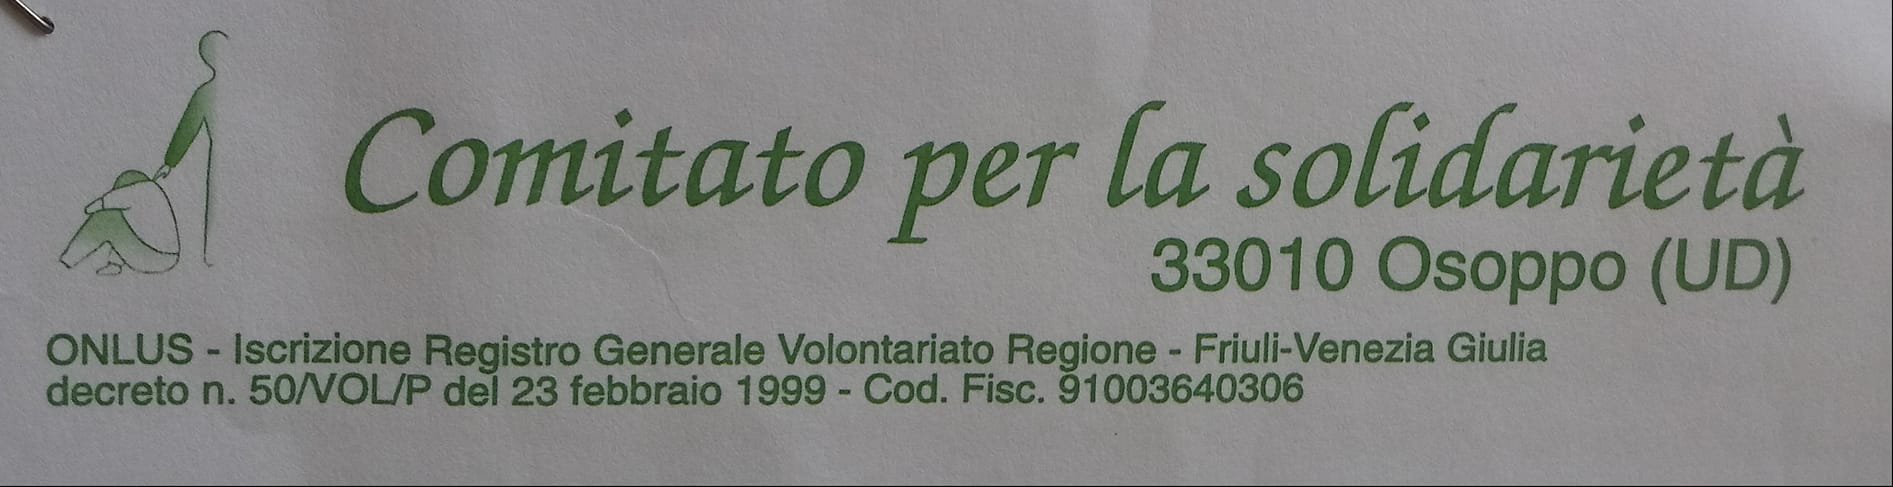 Comitato per la solidarietà
33010 Osoppo (UD)
ONLUS - Iscrizione Registro Generale Volontariato Regione - Friuli-Venezia Giulia
decreto n. 50/VOL/P del 23 febbraio 1999 - Cod. Fisc. 91003640306